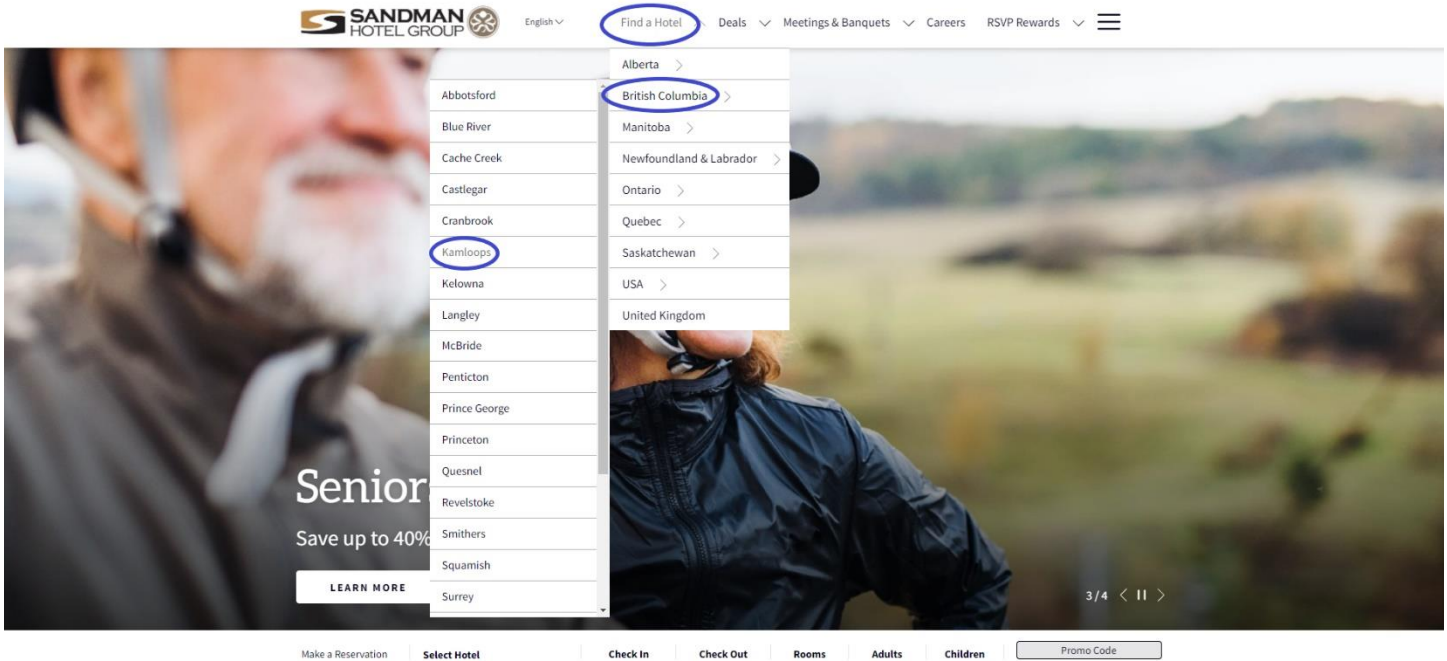 SANDMAN
HOTEL GROUP
English
Find a Hotel
Deals
Meetings & Banquets
Careers
RSVP Rewards
Alberta
British Columbia
Manitoba
Newfoundland & Labrador
Ontario
Quebec
Saskatchewan
USA
United Kingdom
Abbotsford
Blue River
Cache Creek
Castlegar
Cranbrook
Kamloops
Kelowna
Langley
McBride
Penticton
Prince George
Princeton
Quesnel
Revelstoke
Smithers
Squamish
Surrey
Senior
Save up to 40%
LEARN MORE
3/4
Make a Reservation
Select Hotel
Check In
Check Out
Rooms
Adults
Children
Promo Code